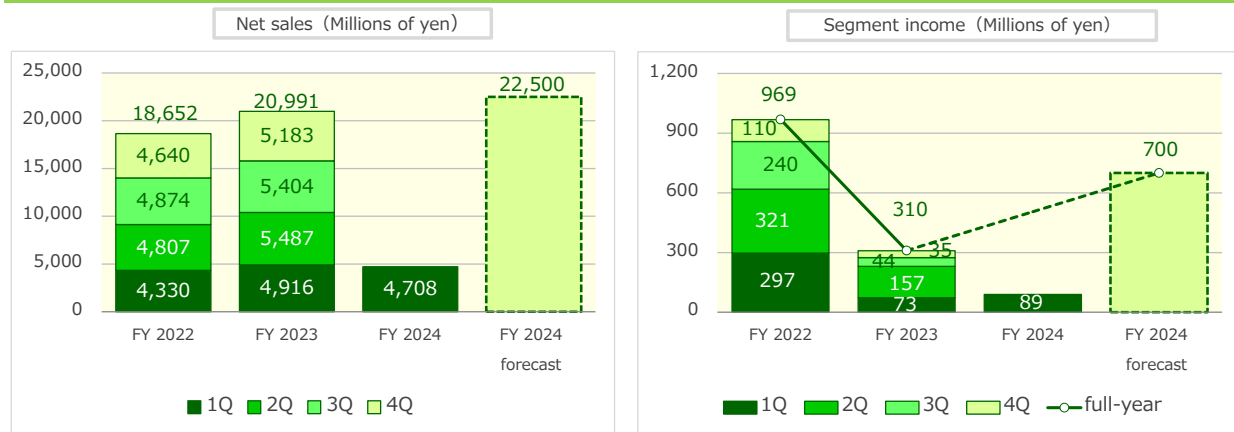 Net sales（Millions of yen）
25,000
20,000
15,000
10,000
5,000
0
18,652
4,640
4,874
4,807
4,330
20,991
5,183
5,404
5,487
4,916
4,708
22,500
FY 2022
FY 2023
FY 2024
FY 2024
forecast
1Q 2Q 3Q 4Q
Segment income（Millions of yen）
1,200
900
600
300
0
969
110
240
321
297
310
35
44
157
73
89
700
FY 2022
FY 2023
FY 2024
FY 2024
forecast
1Q 2Q 3Q 4Q full-year